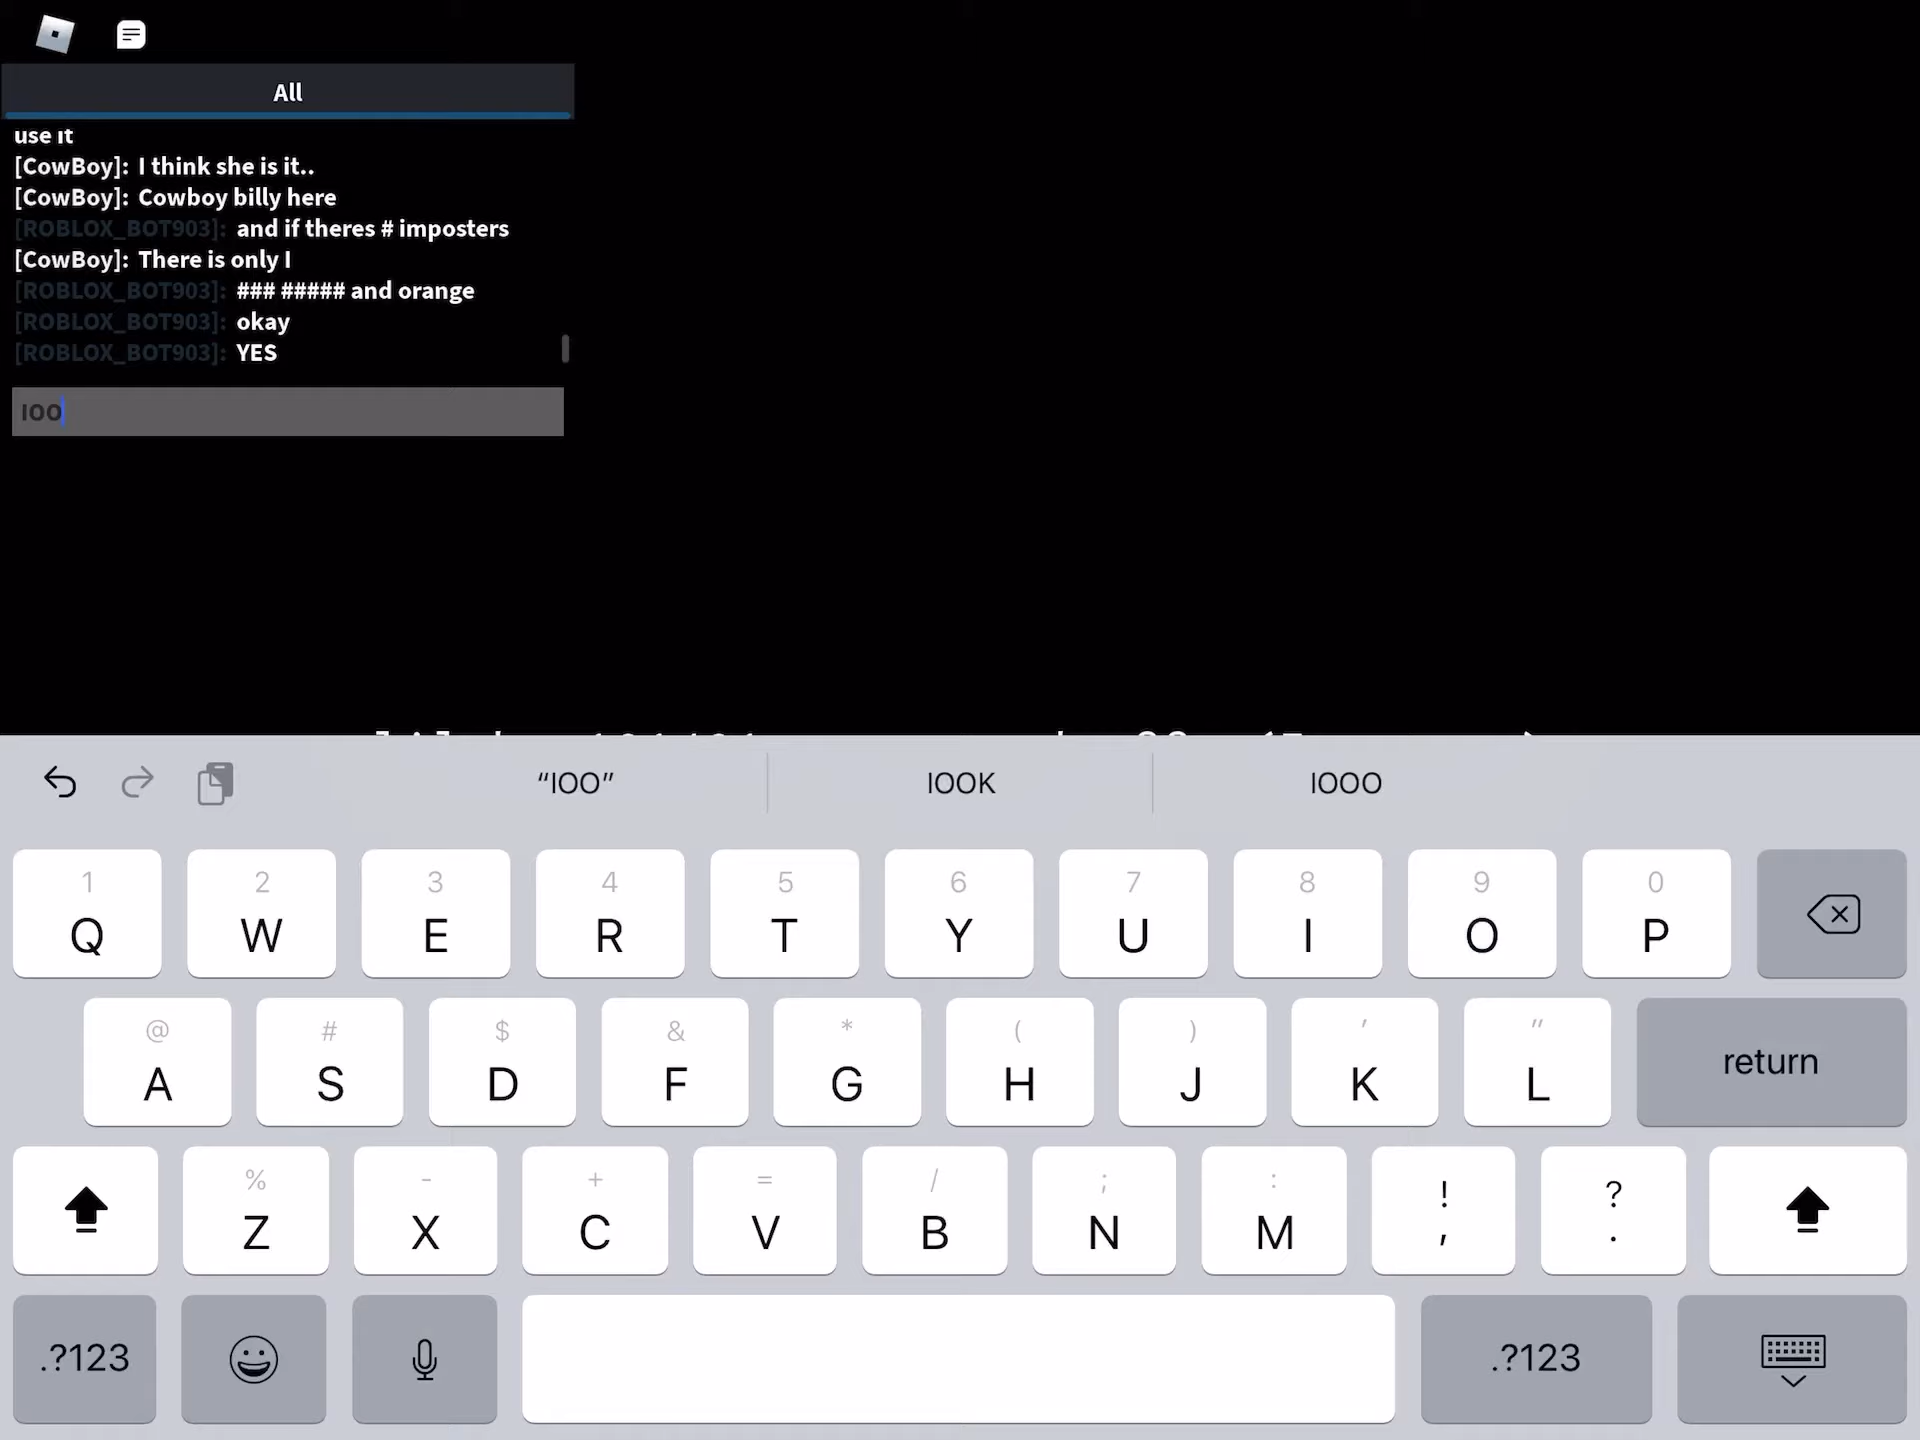 All
use it
[CowBoy]: I think she is it..
[CowBoy]: Cowboy billy here
[ROBLOX_BOT903]: and if theres # imposters
[CowBoy]: There is only I
[ROBLOX_BOT903]: ### ##### and orange
[ROBLOX_BOT903]: okay
[ROBLOX_BOT903]: YES
IOO
“IOO” IOOK IOOO
1 2 3 4 5 6 7 8 9 0
Q W E R T Y U I O P
@ # $ & * ( ) ' "
A S D F G H J K L return
% - + = / ; : ! ?
Z X C V B N M , .
.?123 .?123